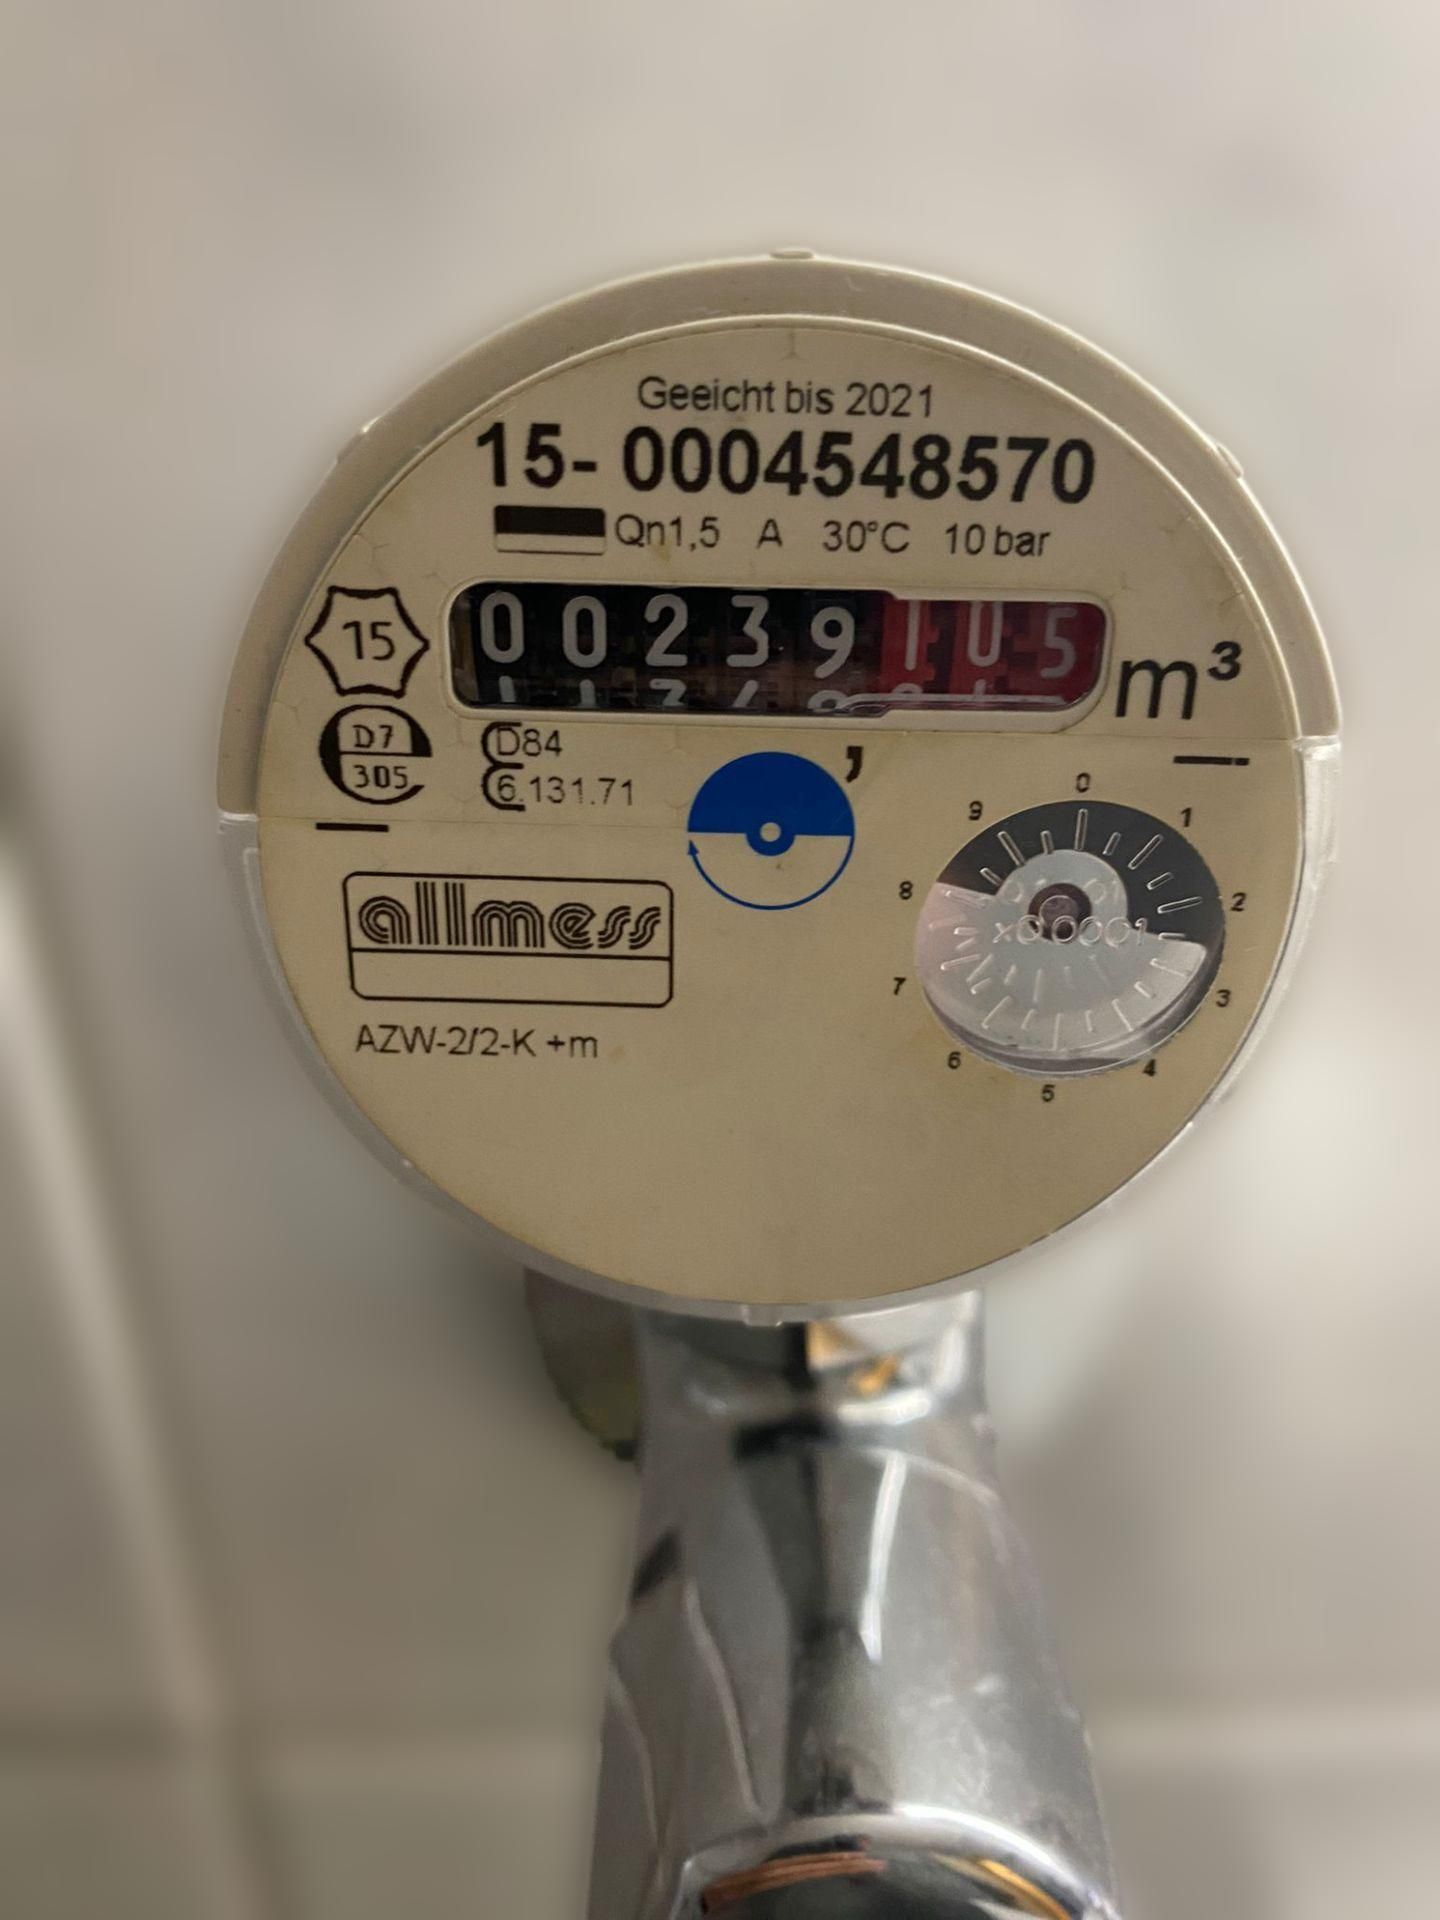 Geeicht bis 2021
15- 0004548570
Qn1,5 A 30°C 10 bar
15
00239105 m³
D7
305
D84
6.131.71
,
0
1
2
3
4
5
6
7
8
9
x0,0001
allmess
AZW-2/2-K +m